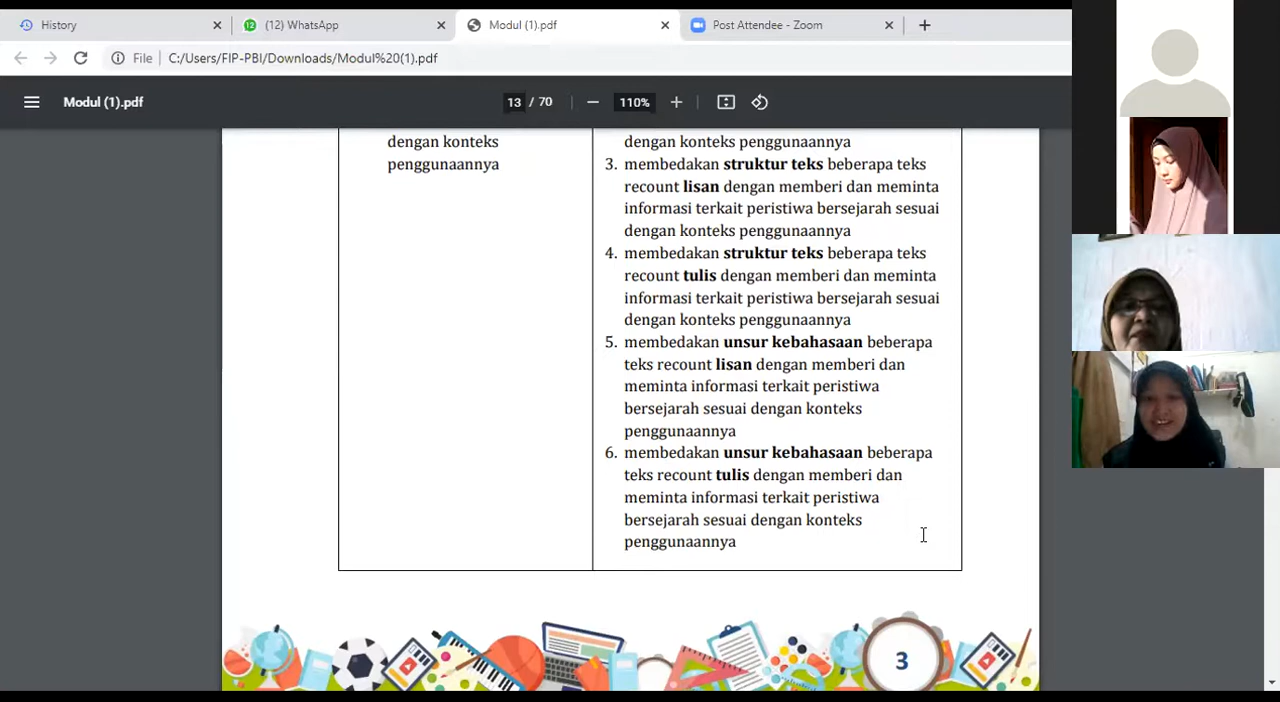 History
(12) WhatsApp
Modul (1).pdf
Post Attendee - Zoom
File
C:/Users/FIP-PBI/Downloads/Modul%20(1).pdf
Modul (1).pdf
13 / 70
110%
dengan konteks
penggunaannya
dengan konteks penggunaannya
3. membedakan struktur teks beberapa teks
recount lisan dengan memberi dan meminta
informasi terkait peristiwa bersejarah sesuai
dengan konteks penggunaannya
4. membedakan struktur teks beberapa teks
recount tulis dengan memberi dan meminta
informasi terkait peristiwa bersejarah sesuai
dengan konteks penggunaannya
5. membedakan unsur kebahasaan beberapa
teks recount lisan dengan memberi dan
meminta informasi terkait peristiwa
bersejarah sesuai dengan konteks
penggunaannya
6. membedakan unsur kebahasaan beberapa
teks recount tulis dengan memberi dan
meminta informasi terkait peristiwa
bersejarah sesuai dengan konteks
penggunaannya
3